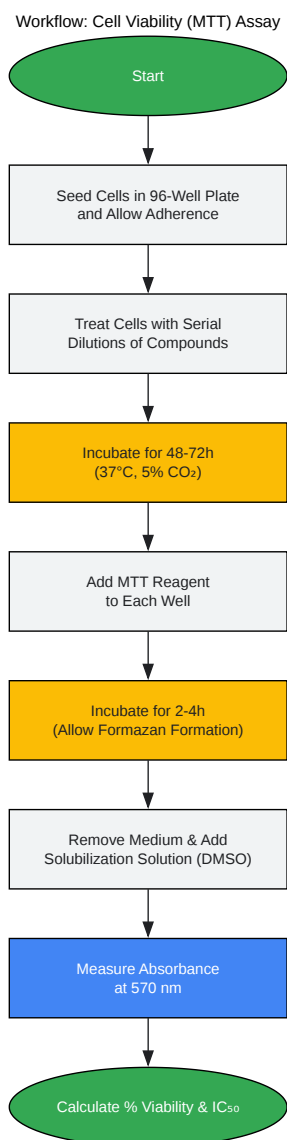 Workflow: Cell Viability (MTT) Assay
Start
Seed Cells in 96-Well Plate
and Allow Adherence
Treat Cells with Serial
Dilutions of Compounds
Incubate for 48-72h
(37°C, 5% CO₂)
Add MTT Reagent
to Each Well
Incubate for 2-4h
(Allow Formazan Formation)
Remove Medium & Add
Solubilization Solution (DMSO)
Measure Absorbance
at 570 nm
Calculate % Viability & IC₅₀